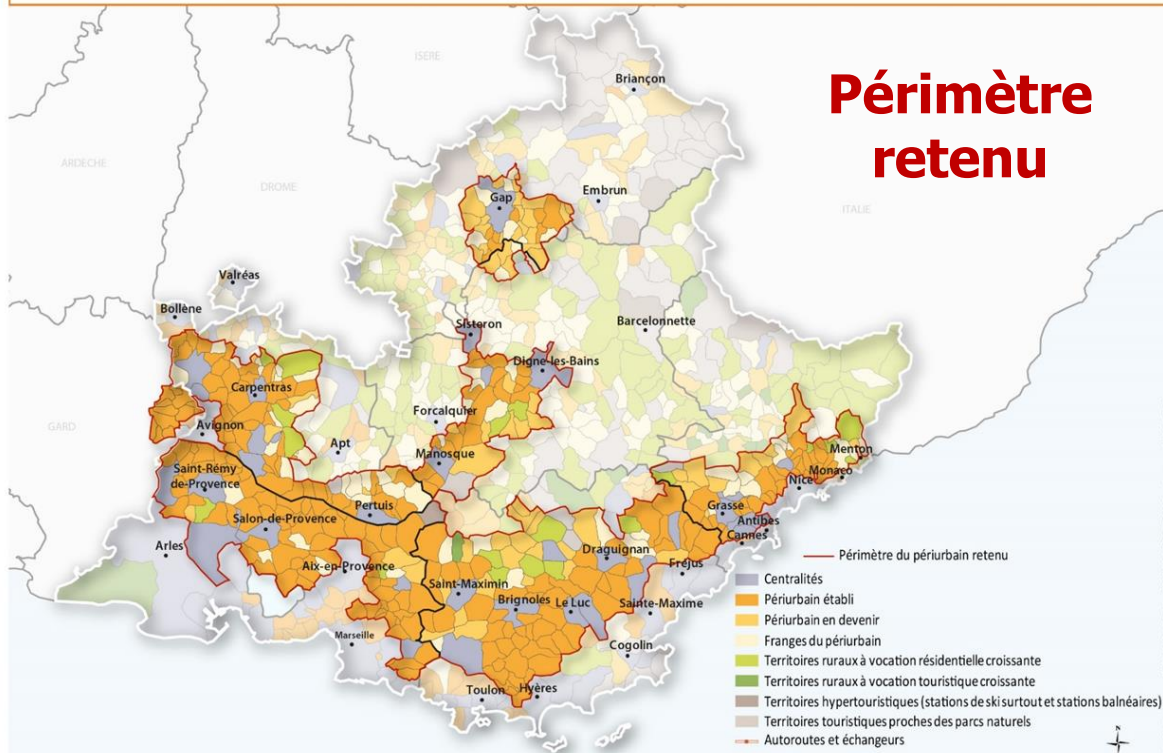 Périmètre
retenu
ISERE
Briançon
ARDECHE
DROME
Gap
Embrun
ITALIE
Valréas
Bollène
Sisteron
Barcelonnette
Digne-les-Bains
Carpentras
Forcalquier
GARD
Avignon
Apt
Manosque
Menton
Monaco
Saint-Rémy
de-Provence
Nice
Pertuis
Grasse
Salon-de-Provence
Antibes
Cannes
Arles
Draguignan
Aix-en-Provence
Fréjus
Saint-Maximin
Brignoles
Le Luc
Sainte-Maxime
Marseille
Cogolin
Toulon
Hyères
Périmètre du périurbain retenu
Centralités
Périurbain établi
Périurbain en devenir
Franges du périurbain
Territoires ruraux à vocation résidentielle croissante
Territoires ruraux à vocation touristique croissante
Territoires hypertouristiques (stations de ski surtout et stations balnéaires)
Territoires touristiques proches des parcs naturels
Autoroutes et échangeurs
N